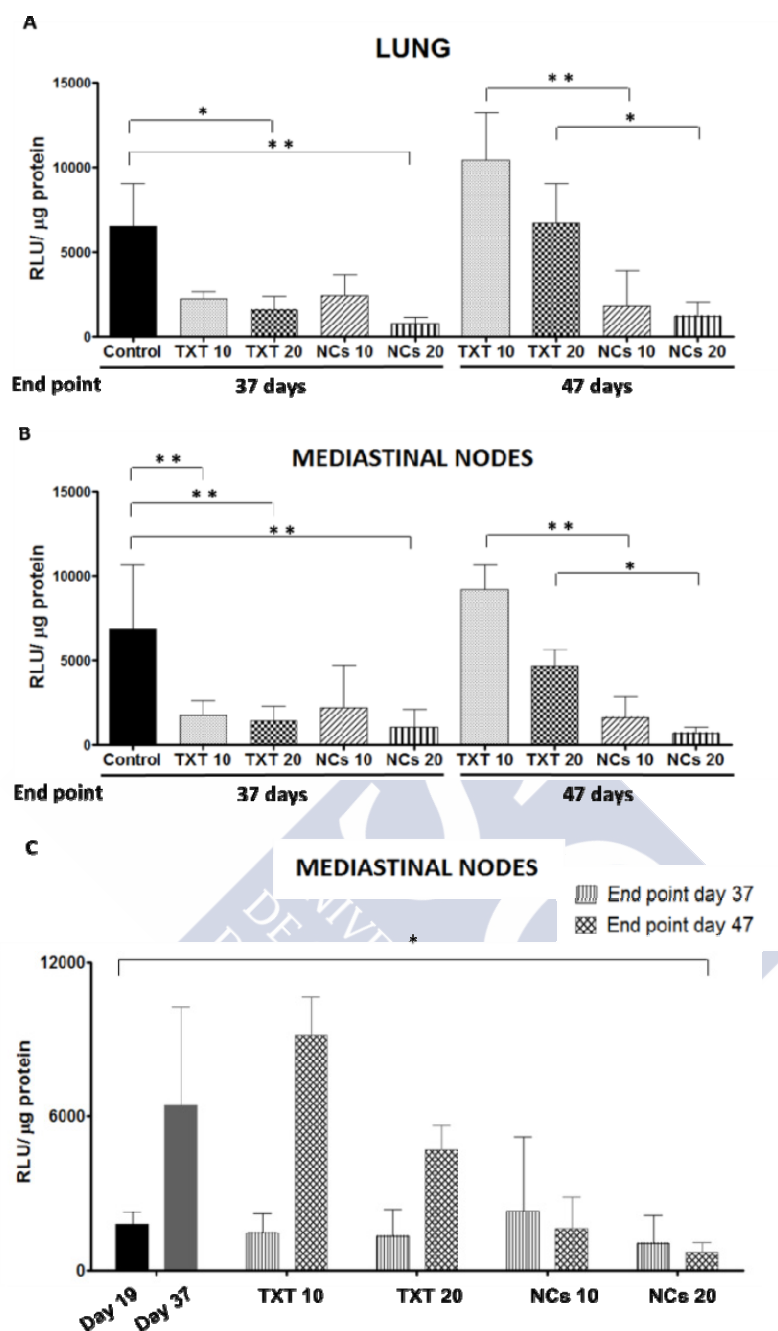 A
LUNG
RLU/ µg protein
15000
10000
5000
0
*
* *
* *
*
Control TXT 10 TXT 20 NCs 10 NCs 20 TXT 10 TXT 20 NCs 10 NCs 20
End point 37 days 47 days
B
MEDIASTINAL NODES
RLU/ µg protein
15000
10000
5000
0
* *
* *
* *
* *
*
Control TXT 10 TXT 20 NCs 10 NCs 20 TXT 10 TXT 20 NCs 10 NCs 20
End point 37 days 47 days
C
MEDIASTINAL NODES
End point day 37
End point day 47
NIVE
DE
*
RLU/ µg protein
12000
6000
0
Day 19 Day 37 TXT 10 TXT 20 NCs 10 NCs 20